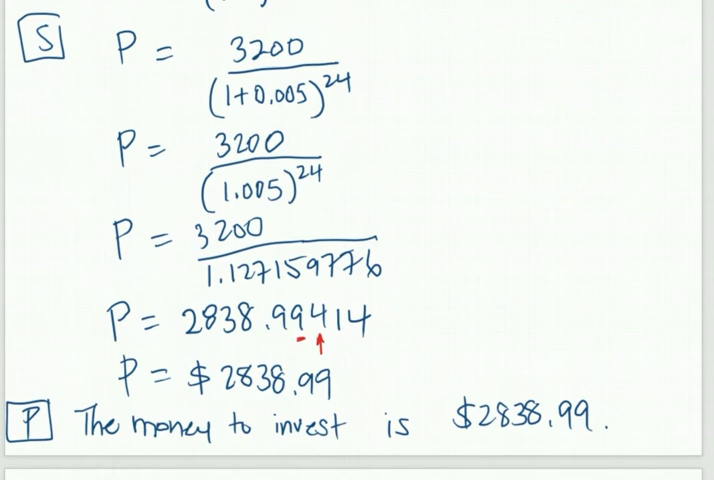 S P = 3200
(1+0.005)^24
P = 3200
(1.005)^24
P = 3200
1.127159776
P = 2838.99414
P = $2838.99
P The money to invest is $2838.99.